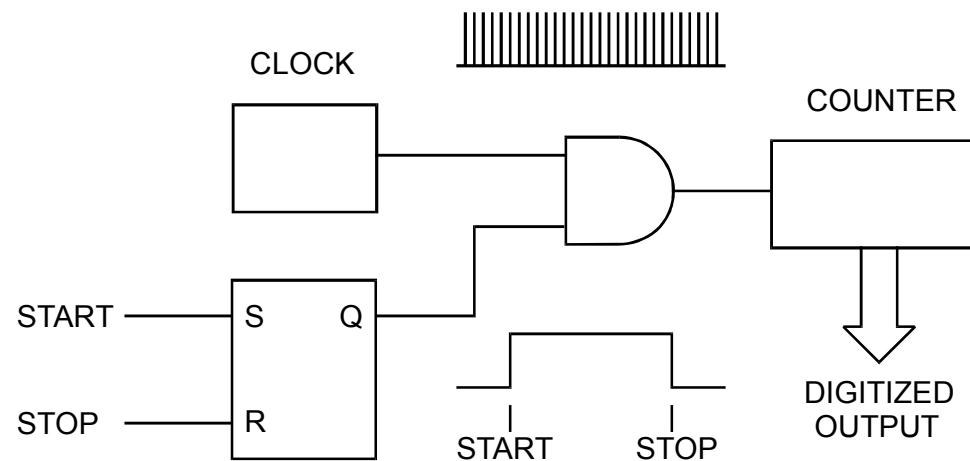 CLOCK
COUNTER
START
S
Q
STOP
R
START
STOP
DIGITIZED
OUTPUT